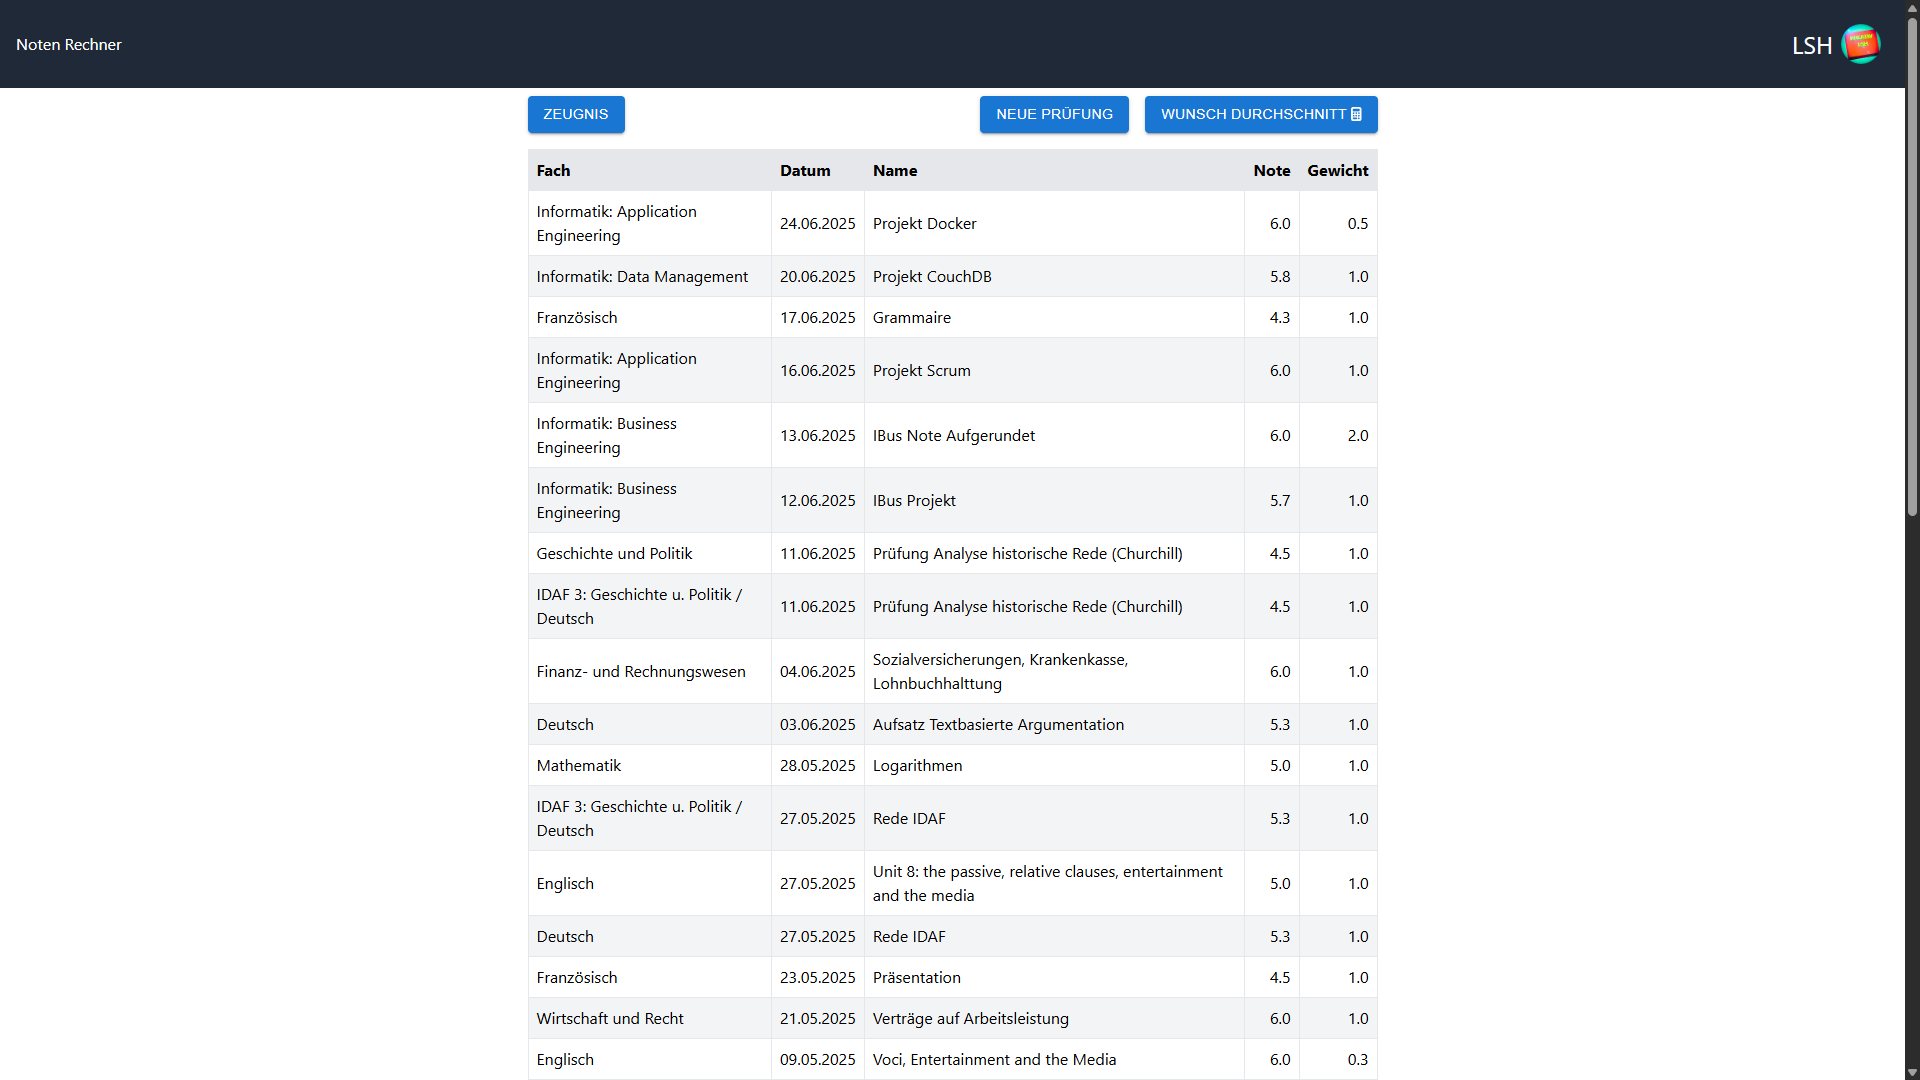 Noten Rechner
LSH
ZEUGNIS
NEUE PRÜFUNG
WUNSCH DURCHSCHNITT
Fach Datum Name Note Gewicht
Informatik: Application
Engineering 24.06.2025 Projekt Docker 6.0 0.5
Informatik: Data Management 20.06.2025 Projekt CouchDB 5.8 1.0
Französisch 17.06.2025 Grammaire 4.3 1.0
Informatik: Application
Engineering 16.06.2025 Projekt Scrum 6.0 1.0
Informatik: Business
Engineering 13.06.2025 IBus Note Aufgerundet 6.0 2.0
Informatik: Business
Engineering 12.06.2025 IBus Projekt 5.7 1.0
Geschichte und Politik 11.06.2025 Prüfung Analyse historische Rede (Churchill) 4.5 1.0
IDAF 3: Geschichte u. Politik /
Deutsch 11.06.2025 Prüfung Analyse historische Rede (Churchill) 4.5 1.0
Finanz- und Rechnungswesen 04.06.2025 Sozialversicherungen, Krankenkasse,
Lohnbuchhalttung 6.0 1.0
Deutsch 03.06.2025 Aufsatz Textbasierte Argumentation 5.3 1.0
Mathematik 28.05.2025 Logarithmen 5.0 1.0
IDAF 3: Geschichte u. Politik /
Deutsch 27.05.2025 Rede IDAF 5.3 1.0
Englisch 27.05.2025 Unit 8: the passive, relative clauses, entertainment
and the media 5.0 1.0
Deutsch 27.05.2025 Rede IDAF 5.3 1.0
Französisch 23.05.2025 Präsentation 4.5 1.0
Wirtschaft und Recht 21.05.2025 Verträge auf Arbeitsleistung 6.0 1.0
Englisch 09.05.2025 Voci, Entertainment and the Media 6.0 0.3